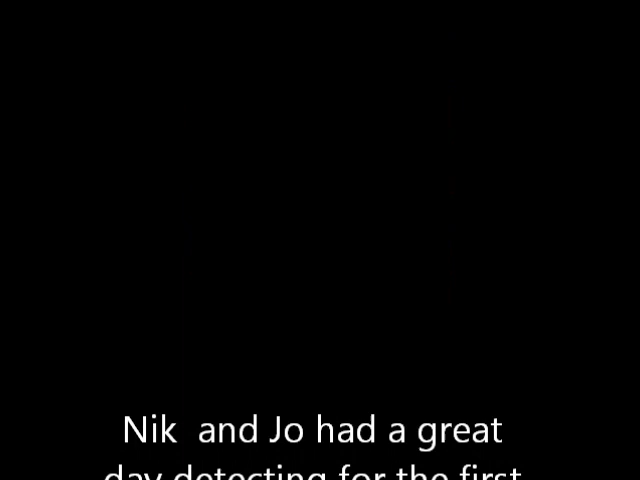 Nik  and Jo had a great
day detecting for the first